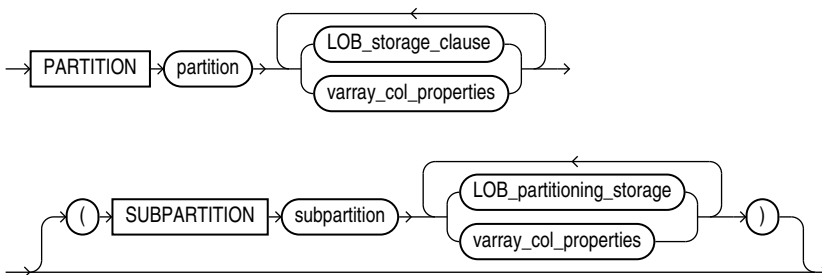 LOB_storage_clause
PARTITION partition
varray_col_properties
LOB_partitioning_storage
( SUBPARTITION subpartition )
varray_col_properties